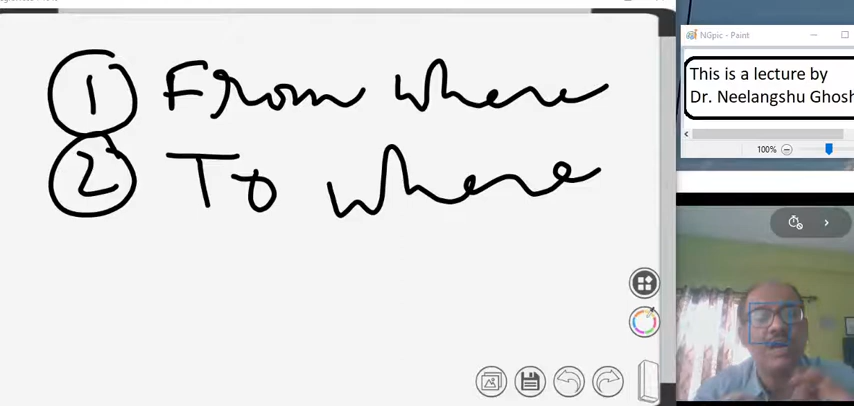 ① From where
② To where
NGpic - Paint
This is a lecture by
Dr. Neelangshu Ghosh
100%